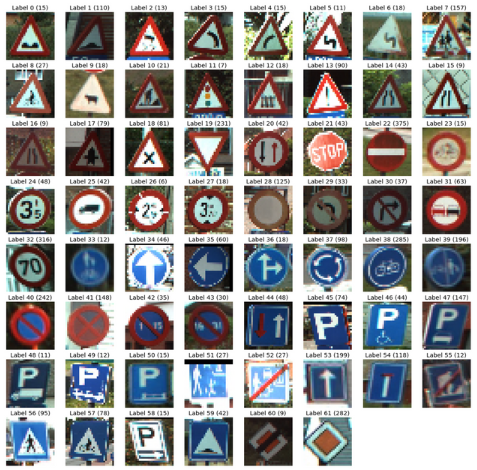 Label 0 (15) Label 1 (110) Label 2 (13) Label 3 (15) Label 4 (15) Label 5 (11) Label 6 (18) Label 7 (157)
Label 8 (27) Label 9 (18) Label 10 (21) Label 11 (7) Label 12 (18) Label 13 (90) Label 14 (43) Label 15 (9)
Label 16 (9) Label 17 (79) Label 18 (81) Label 19 (231) Label 20 (42) Label 21 (43) Label 22 (375) Label 23 (15)
STOP
Label 24 (48) Label 25 (42) Label 26 (6) Label 27 (18) Label 28 (125) Label 29 (33) Label 30 (37) Label 31 (63)
Label 32 (316) Label 33 (12) Label 34 (46) Label 35 (60) Label 36 (18) Label 37 (98) Label 38 (285) Label 39 (196)
70
Label 40 (242) Label 41 (148) Label 42 (35) Label 43 (30) Label 44 (48) Label 45 (74) Label 46 (44) Label 47 (147)
P P P
Label 48 (11) Label 49 (12) Label 50 (15) Label 51 (27) Label 52 (27) Label 53 (199) Label 54 (118) Label 55 (12)
P P P
Label 56 (95) Label 57 (78) Label 58 (15) Label 59 (42) Label 60 (9) Label 61 (282)
P